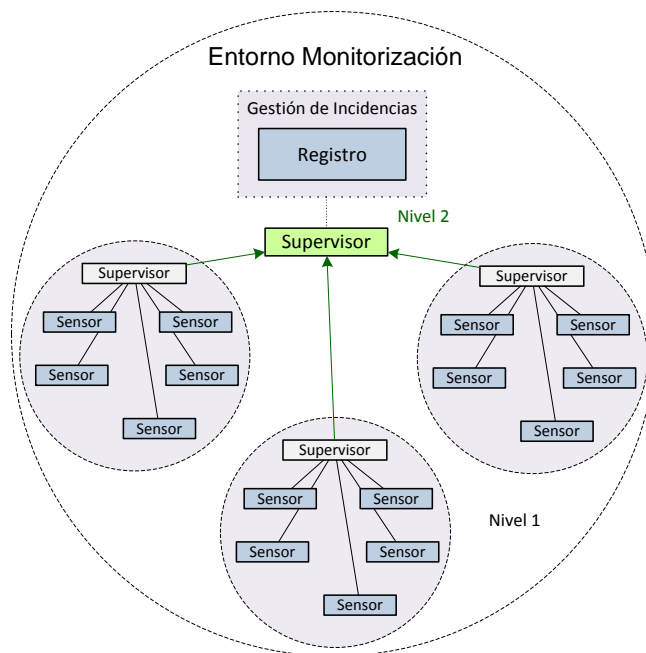 Entorno Monitorización
Gestión de Incidencias
Registro
Nivel 2
Supervisor
Supervisor
Sensor
Sensor
Sensor
Sensor
Sensor
Supervisor
Sensor
Sensor
Sensor
Sensor
Sensor
Supervisor
Sensor
Sensor
Sensor
Sensor
Sensor
Nivel 1